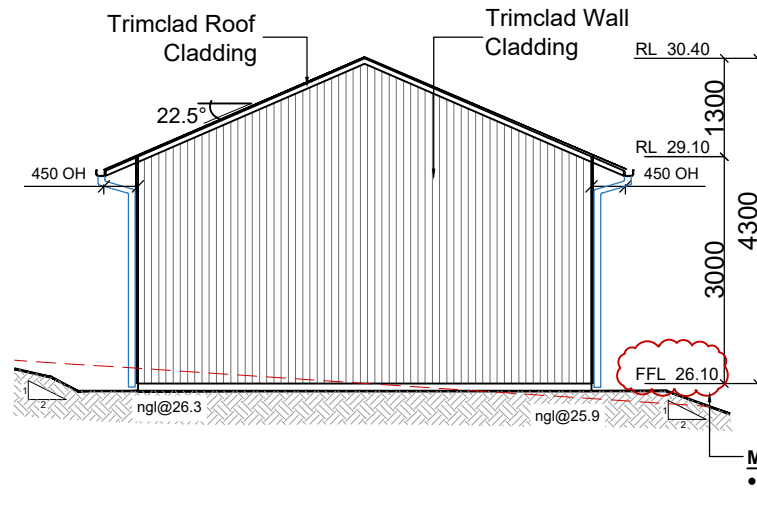 Trimclad Roof
Cladding
Trimclad Wall
Cladding
RL 30.40
22.5°
1300
RL 29.10
450 OH
450 OH
4300
3000
FFL 26.10
1
2
ngl@26.3
ngl@25.9
1
2
M
•